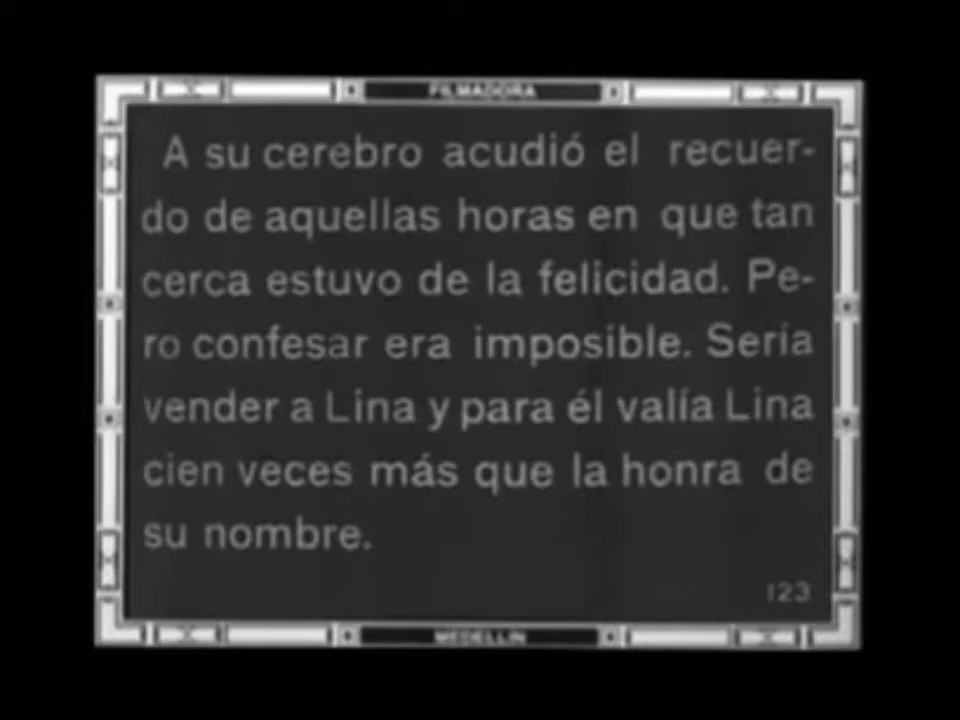 FILMADORA
A su cerebro acudió el recuer-
do de aquellas horas en que tan
cerca estuvo de la felicidad. Pe-
ro confesar era imposible. Sería
vender a Lina y para él valía Lina
cien veces más que la honra de
su nombre.
123
MEDELLIN